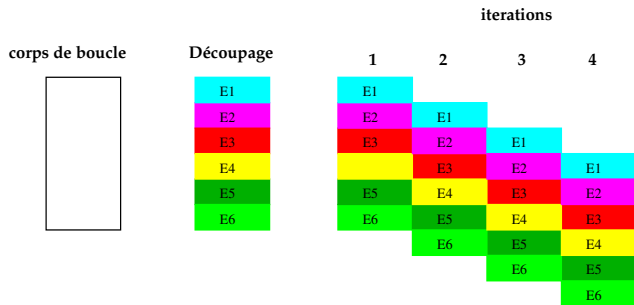 iterations
corps de boucle Découpage 1 2 3 4
E1 E1
E2 E2 E1
E3 E3 E2 E1
E4 E3 E2 E1
E5 E5 E4 E3 E2
E6 E6 E5 E4 E3
E6 E5 E4
E6 E5
E6